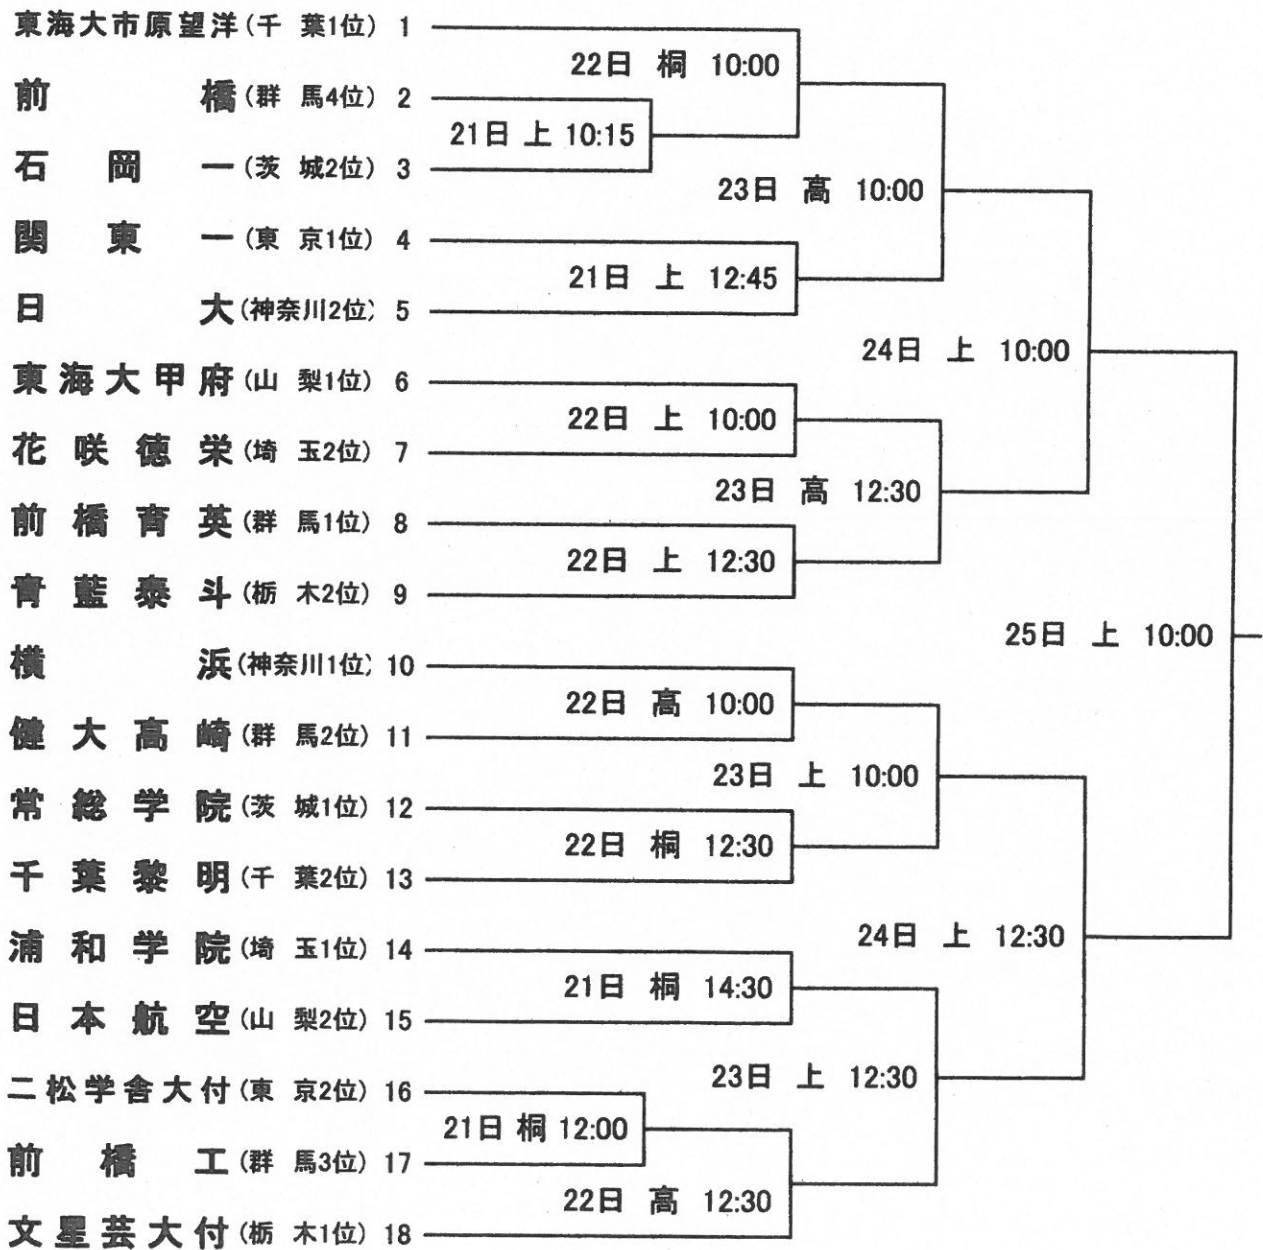 東海大市原望洋(千 葉1位) 1
22日 桐 10:00
前 橋(群 馬4位) 2
21日 上 10:15
石 岡 一(茨 城2位) 3
23日 高 10:00
関 東 一(東 京1位) 4
21日 上 12:45
日 大(神奈川2位) 5
24日 上 10:00
東海大甲府(山 梨1位) 6
22日 上 10:00
花 咲 徳 栄(埼 玉2位) 7
23日 高 12:30
前 橋 育 英(群 馬1位) 8
22日 上 12:30
青 藍 泰 斗(栃 木2位) 9
25日 上 10:00
横 浜(神奈川1位) 10
22日 高 10:00
健 大 高 崎(群 馬2位) 11
23日 上 10:00
常 総 学 院(茨 城1位) 12
22日 桐 12:30
千 葉 黎 明(千 葉2位) 13
24日 上 12:30
浦 和 学 院(埼 玉1位) 14
21日 桐 14:30
日 本 航 空(山 梨2位) 15
23日 上 12:30
二松学舎大付(東 京2位) 16
21日 桐 12:00
前 橋 工(群 馬3位) 17
22日 高 12:30
文星芸大付(栃 木1位) 18